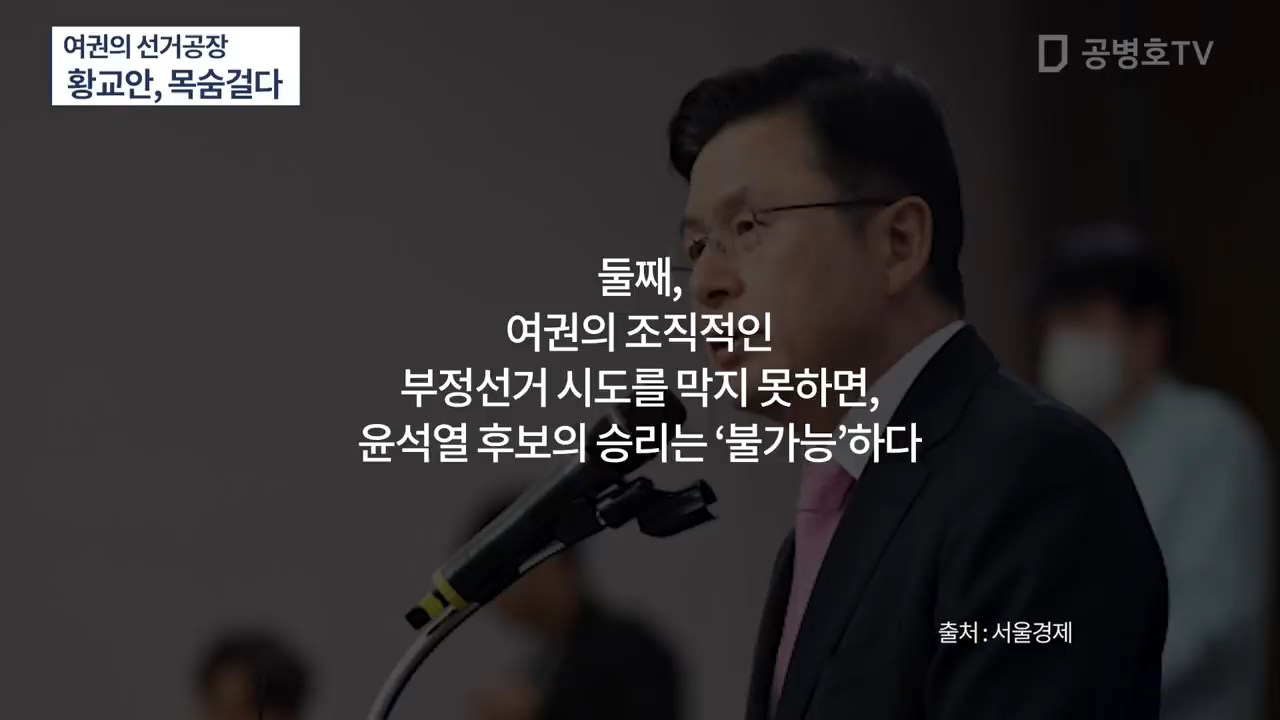 여권의 선거공장
황교안, 목숨걸다
공병호TV
둘째,
여권의 조직적인
부정선거 시도를 막지 못하면,
윤석열 후보의 승리는 ‘불가능’하다
출처 : 서울경제